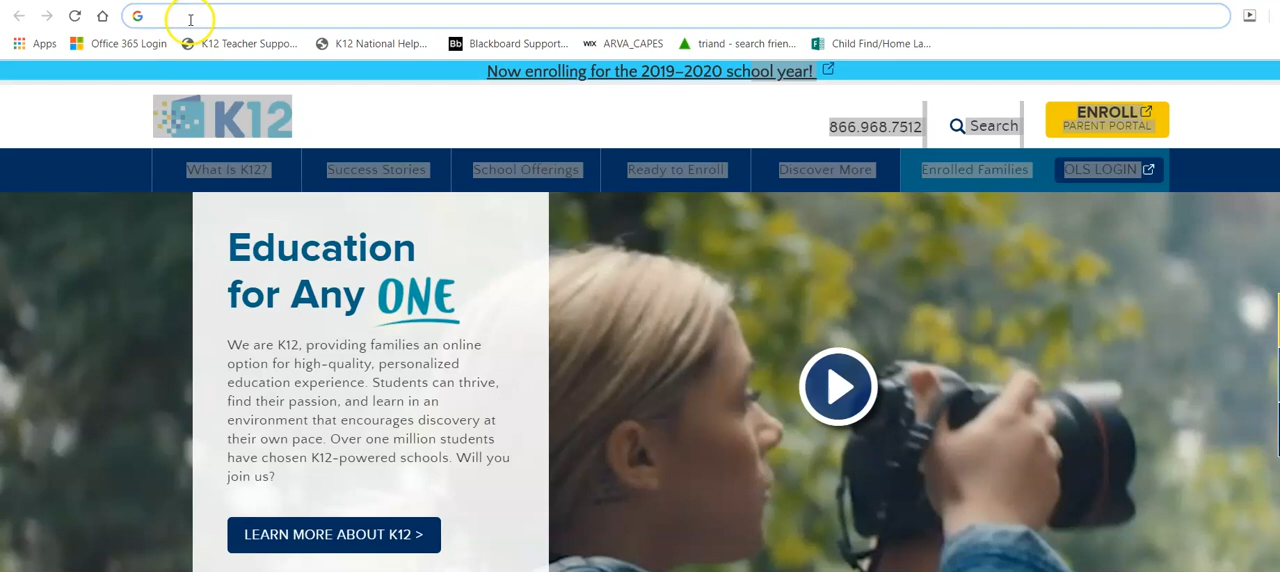 Apps Office 365 Login K12 Teacher Suppo... K12 National Help... Bb Blackboard Support... WIX ARVA_CAPES triand - search frien... Child Find/Home La...
Now enrolling for the 2019–2020 school year!
K12
866.968.7512 Search ENROLL
PARENT PORTAL
What Is K12? Success Stories School Offerings Ready to Enroll Discover More Enrolled Families OLS LOGIN
Education
for Any ONE
We are K12, providing families an online
option for high-quality, personalized
education experience. Students can thrive,
find their passion, and learn in an
environment that encourages discovery at
their own pace. Over one million students
have chosen K12-powered schools. Will you
join us?
LEARN MORE ABOUT K12 >